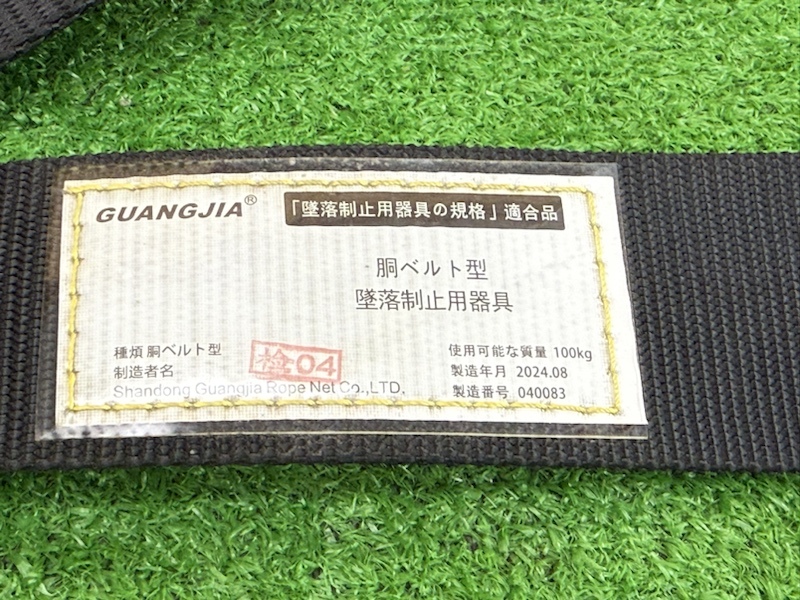 GUANGJIA®
「墜落制止用器具の規格」適合品
胴ベルト型
墜落制止用器具
種煩 胴ベルト型
製造者名
Shandong Guangjia Rope Net Co.,LTD.
检04
使用可能な質量 100kg
製造年月 2024.08
製造番号 040083